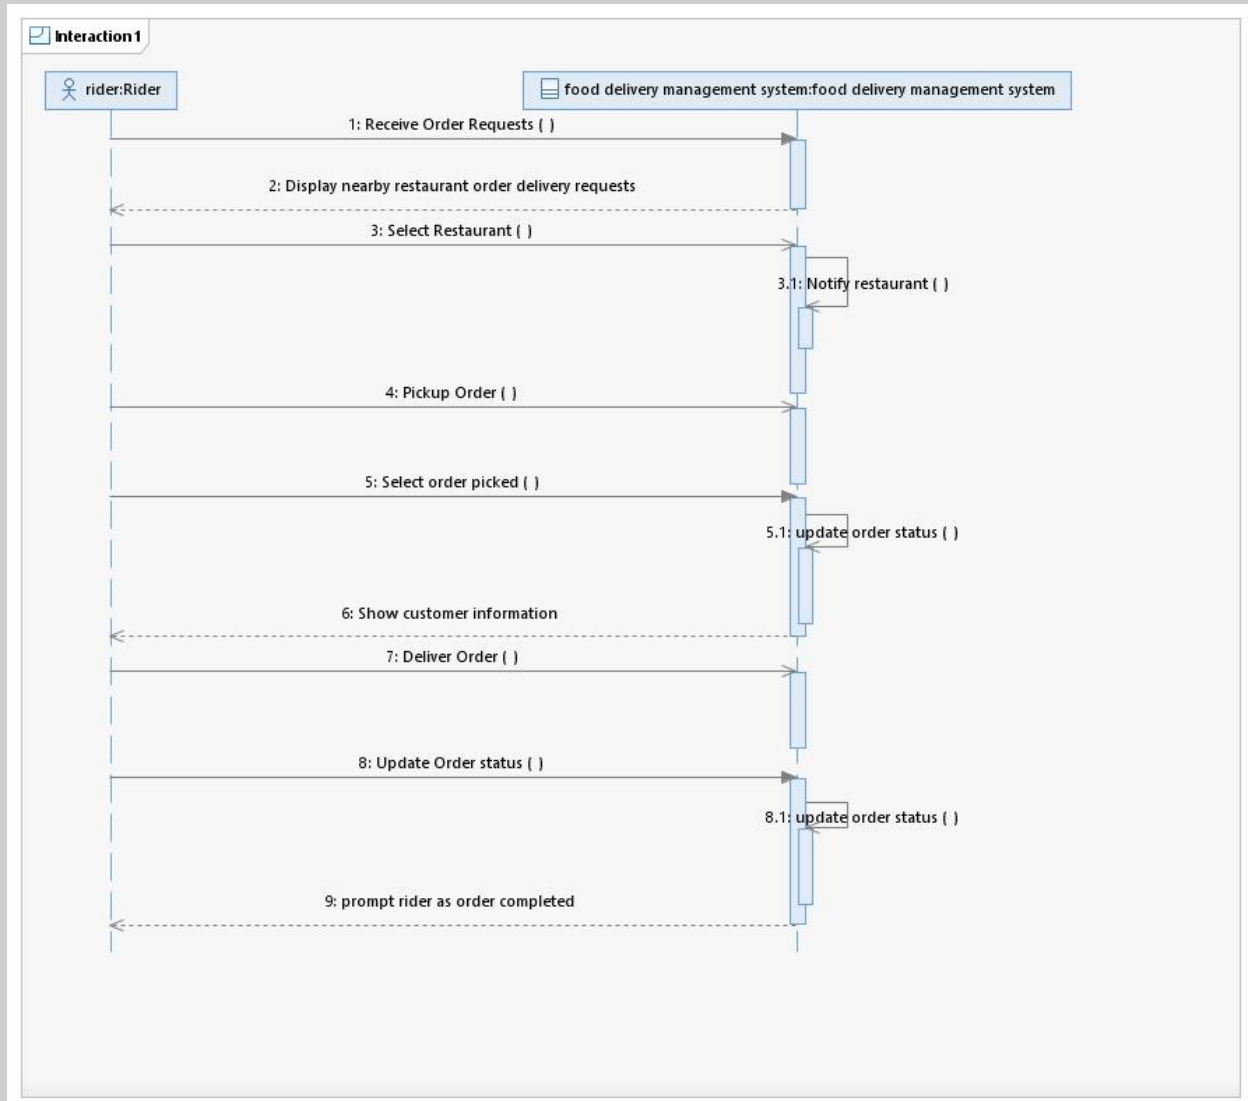 Interaction1
rider:Rider
food delivery management system:food delivery management system
1: Receive Order Requests ( )
2: Display nearby restaurant order delivery requests
3: Select Restaurant ( )
3.1: Notify restaurant ( )
4: Pickup Order ( )
5: Select order picked ( )
5.1: update order status ( )
6: Show customer information
7: Deliver Order ( )
8: Update Order status ( )
8.1: update order status ( )
9: prompt rider as order completed